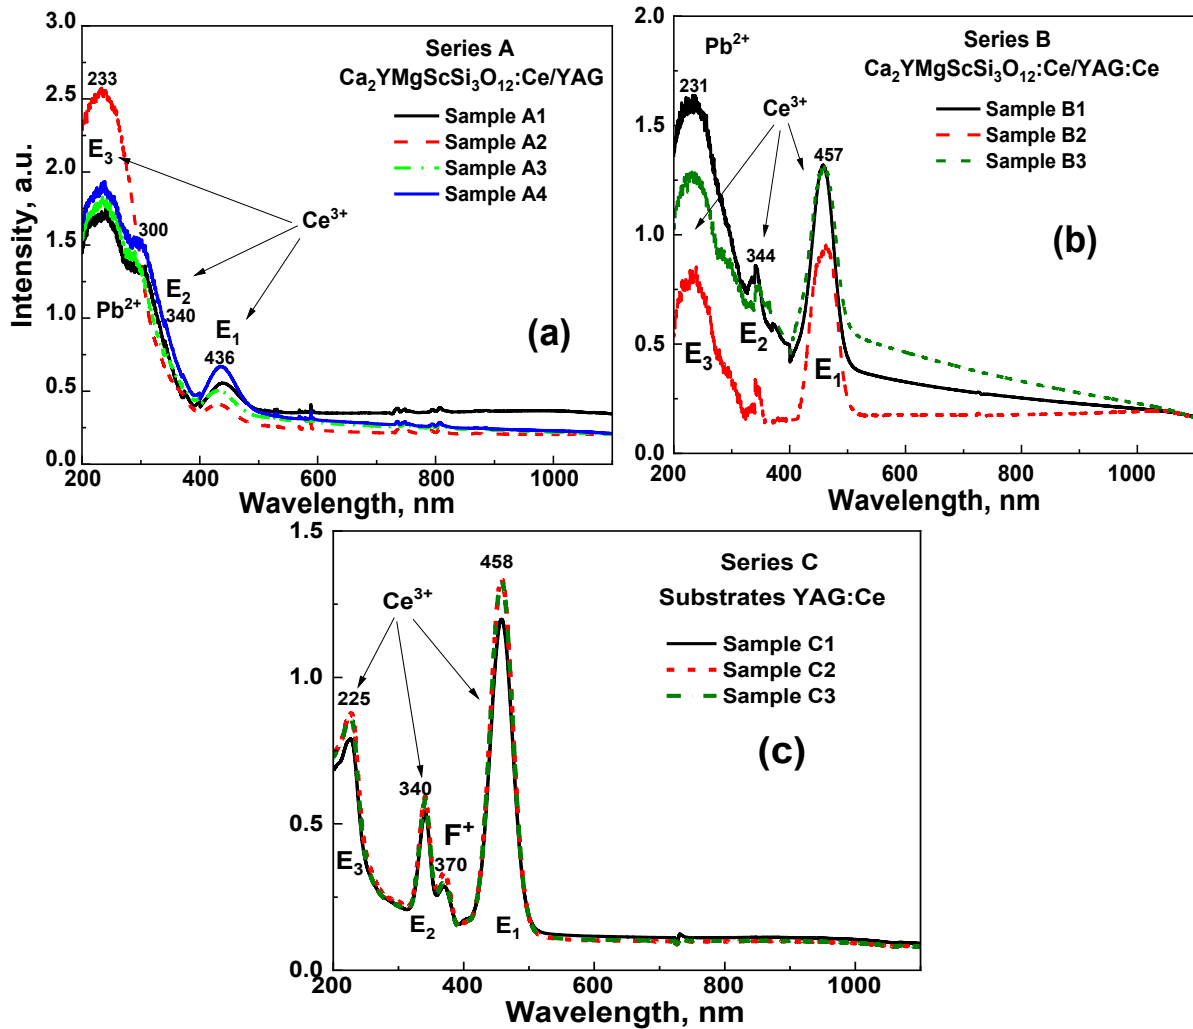 Series A
Ca₂YMgScSi₃O₁₂:Ce/YAG
Sample A1
Sample A2
Sample A3
Sample A4
233
E₃
300
Ce³⁺
Pb²⁺
E₂
340
E₁
436
(a)
3.0
2.5
2.0
1.5
1.0
0.5
0.0
200 400 600 800 1000
Wavelength, nm
Intensity, a.u.
Series B
Ca₂YMgScSi₃O₁₂:Ce/YAG:Ce
Sample B1
Sample B2
Sample B3
Pb²⁺
231
Ce³⁺
457
344
E₃
E₂
E₁
(b)
2.0
1.5
1.0
0.5
0.0
200 400 600 800 1000
Wavelength, nm
Series C
Substrates YAG:Ce
Sample C1
Sample C2
Sample C3
458
Ce³⁺
225
340
F⁺
370
E₃
E₂
E₁
(c)
1.5
1.0
0.5
0.0
200 400 600 800 1000
Wavelength, nm